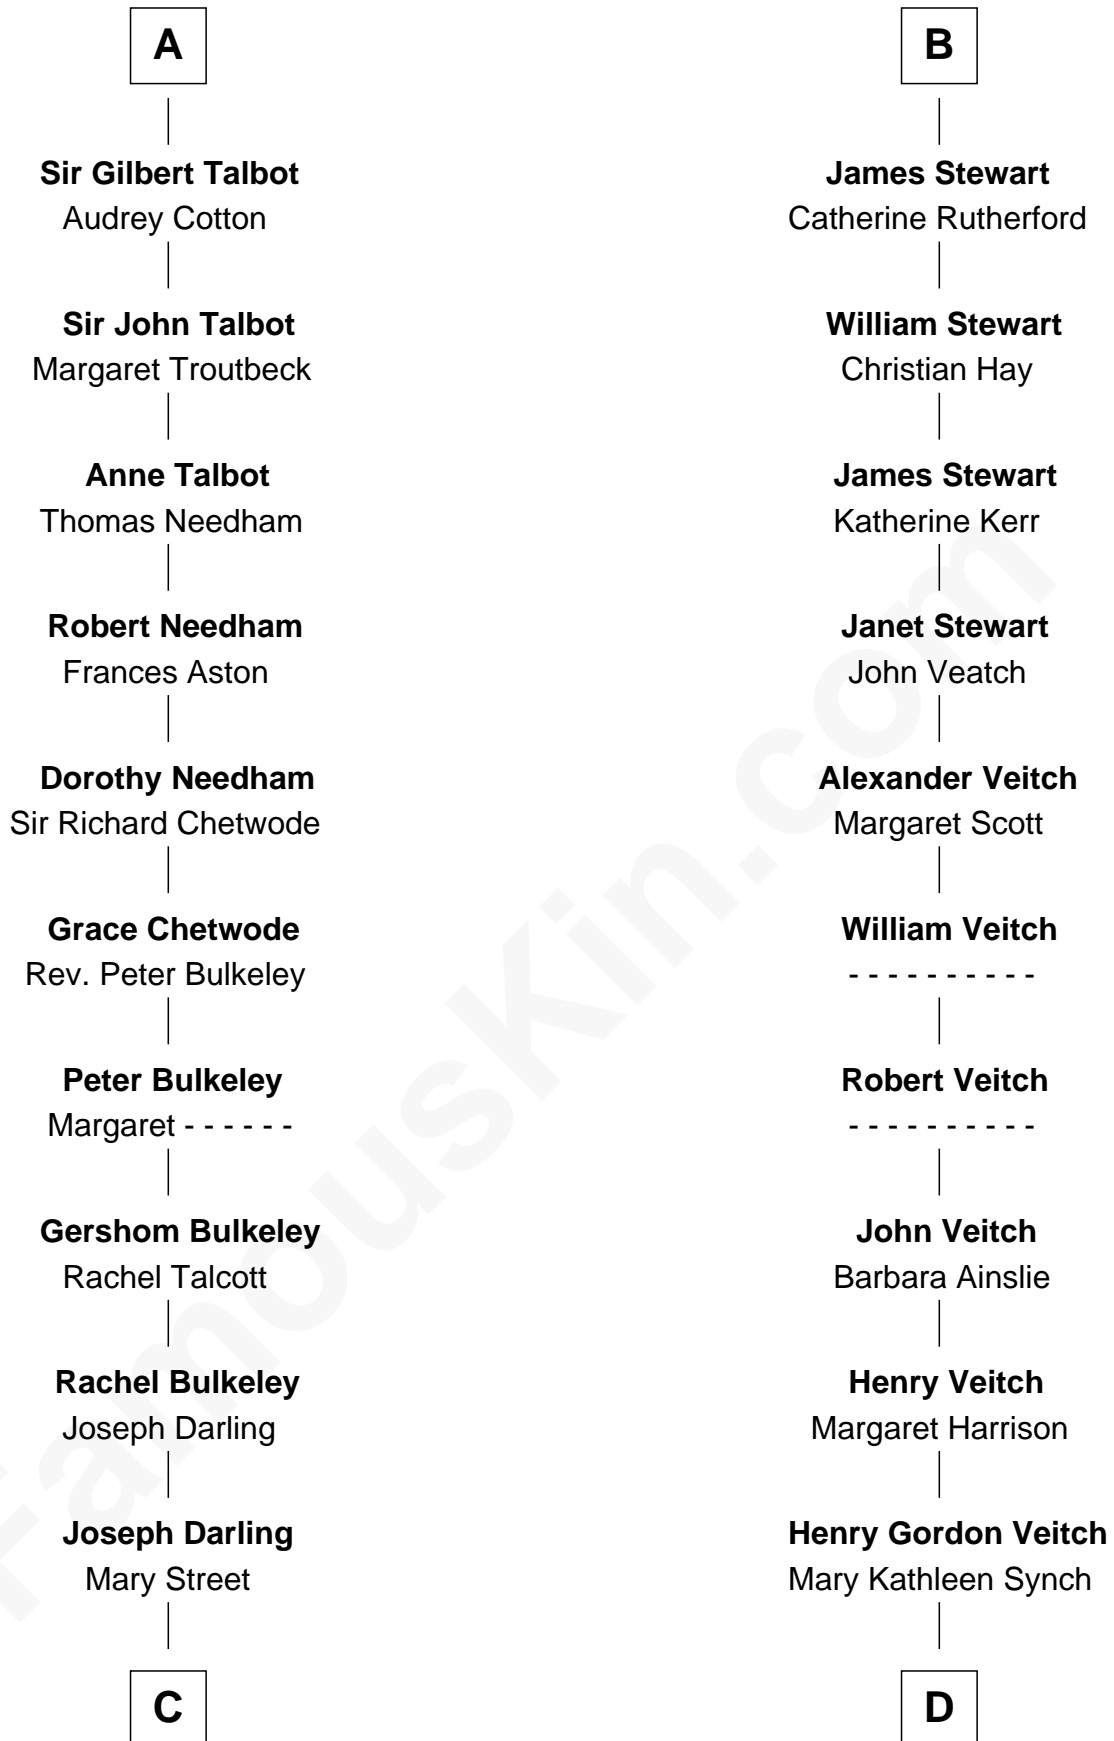 A
Sir Gilbert Talbot
Audrey Cotton
Sir John Talbot
Margaret Troutbeck
Anne Talbot
Thomas Needham
Robert Needham
Frances Aston
Dorothy Needham
Sir Richard Chetwode
Grace Chetwode
Rev. Peter Bulkeley
Peter Bulkeley
Margaret - - - - - -
Gershom Bulkeley
Rachel Talcott
Rachel Bulkeley
Joseph Darling
Joseph Darling
Mary Street
C
B
James Stewart
Catherine Rutherford
William Stewart
Christian Hay
James Stewart
Katherine Kerr
Janet Stewart
John Veatch
Alexander Veitch
Margaret Scott
William Veitch
- - - - - - - - - -
Robert Veitch
- - - - - - - - - -
John Veitch
Barbara Ainslie
Henry Veitch
Margaret Harrison
Henry Gordon Veitch
Mary Kathleen Synch
D
FamousKin.com